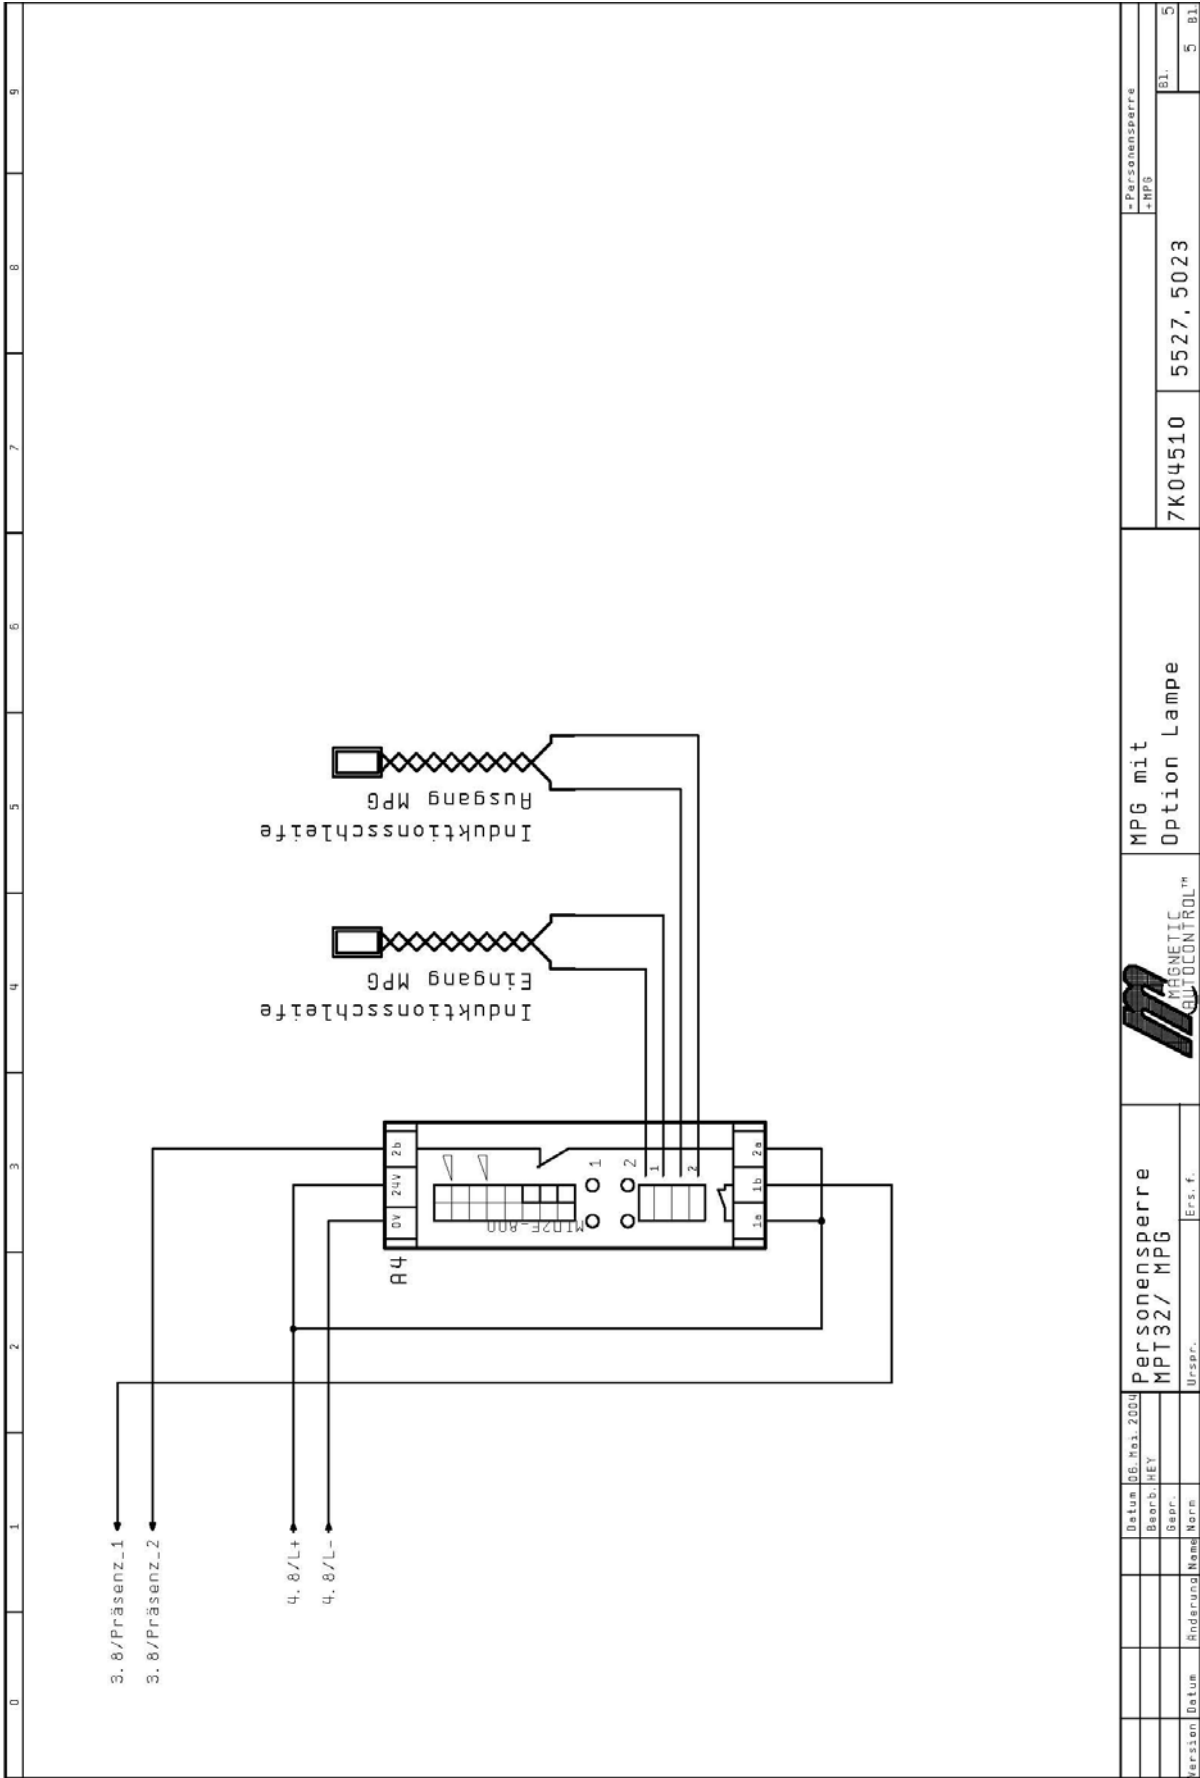 0 1 2 3 4 5 6 7 8 9
3.8/Präsenz_1
3.8/Präsenz_2
4.8/L+
4.8/L-
A4
0V 24V 2b
MID2E-800
1
2
1
2
1a 1b 2a
Induktionsschleife
Eingang MPG
Induktionsschleife
Ausgang MPG
Version Datum Änderung Name Norm
Datum 06.Mai.2004
Bearb. HEY
Gepr.
Personensperre
MPT32/ MPG
Urspr. Ers.f.
m
MAGNETIC
AUTOCONTROL™
MPG mit
Option Lampe
7K04510 5527,5023
=Personensperre
+MPG
Bl. 5
5 Bl